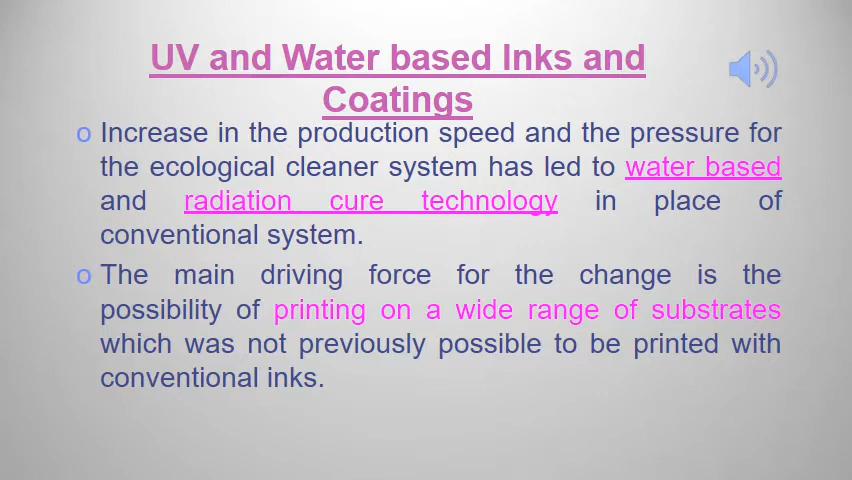 UV and Water based Inks and
Coatings
o Increase in the production speed and the pressure for
the ecological cleaner system has led to water based
and radiation cure technology in place of
conventional system.
o The main driving force for the change is the
possibility of printing on a wide range of substrates
which was not previously possible to be printed with
conventional inks.